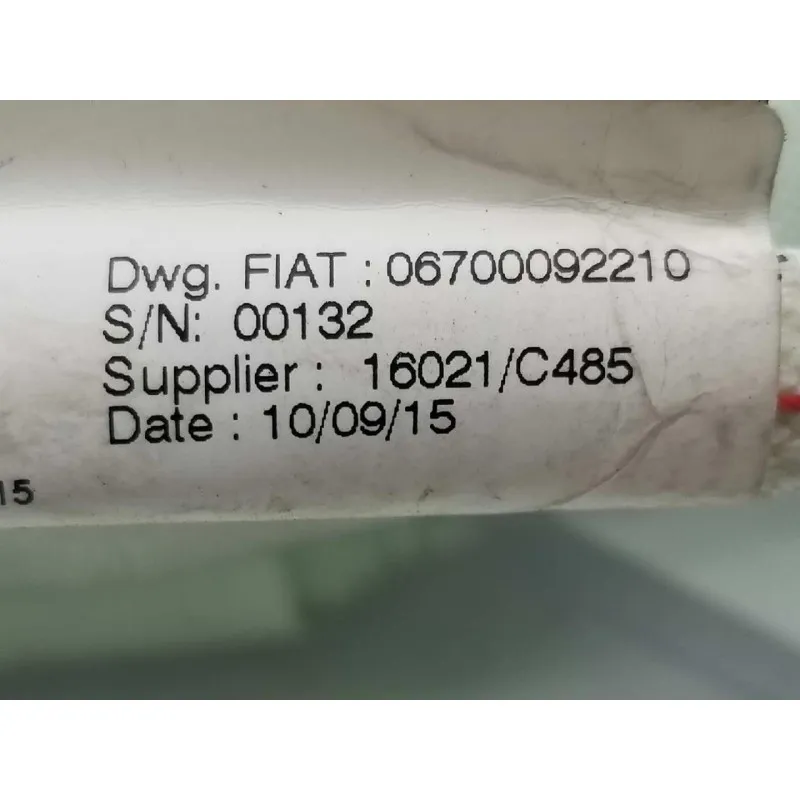 Dwg. FIAT : 06700092210
S/N: 00132
Supplier : 16021/C485
Date : 10/09/15
15